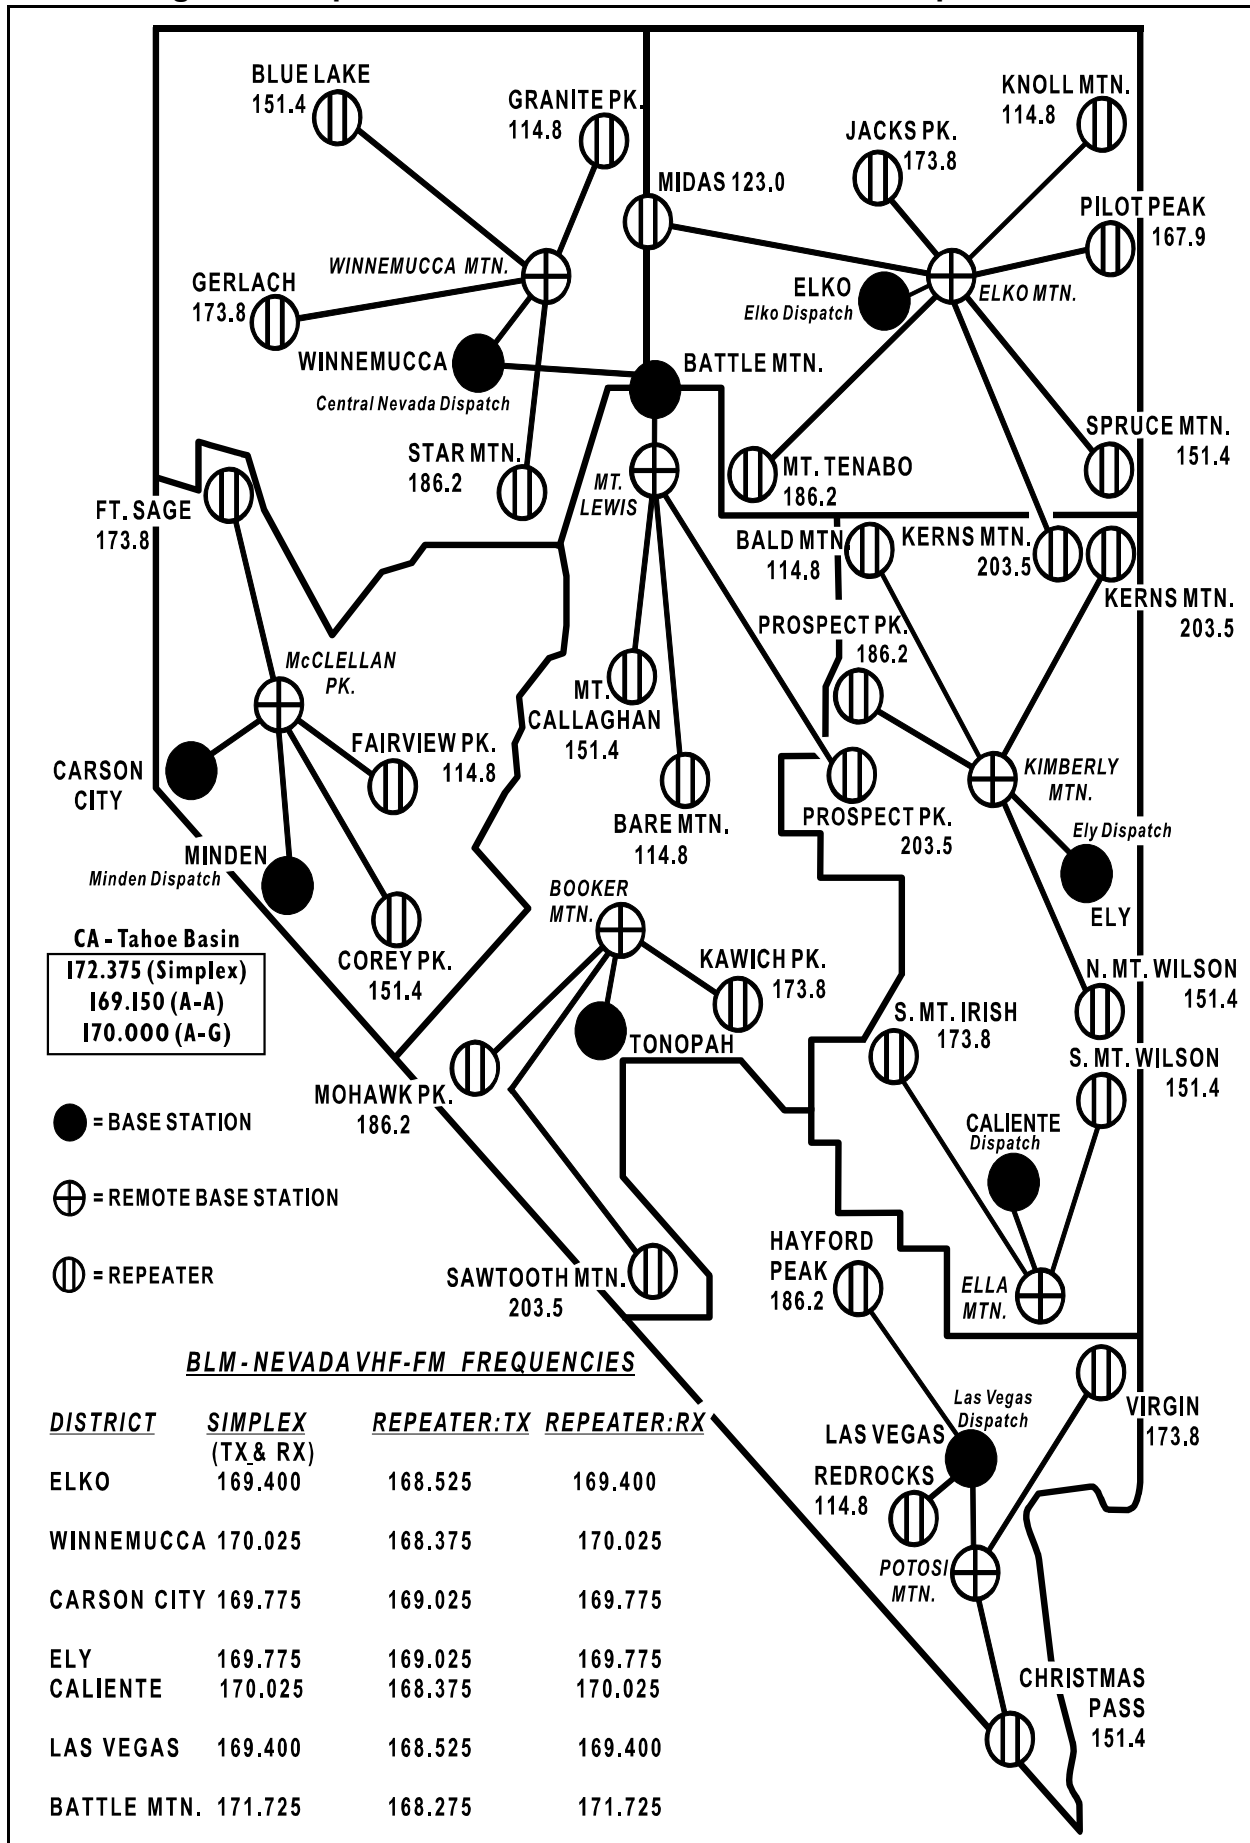 BLUE LAKE
151.4
GRANITE PK.
114.8
KNOLL MTN.
114.8
JACKS PK.
173.8
MIDAS 123.0
PILOT PEAK
167.9
WINNEMUCCA MTN.
GERLACH
173.8
ELKO
Elko Dispatch
ELKO MTN.
WINNEMUCCA
Central Nevada Dispatch
BATTLE MTN.
STAR MTN.
186.2
MT.
LEWIS
MT. TENABO
186.2
SPRUCE MTN.
151.4
FT. SAGE
173.8
BALD MTN.
114.8
KERNS MTN.
203.5
KERNS MTN.
203.5
PROSPECT PK.
186.2
McCLELLAN
PK.
MT.
CALLAGHAN
151.4
FAIRVIEW PK.
114.8
CARSON
CITY
KIMBERLY
MTN.
BARE MTN.
114.8
PROSPECT PK.
203.5
Ely Dispatch
ELY
MINDEN
Minden Dispatch
BOOKER
MTN.
CA - Tahoe Basin
172.375 (Simplex)
169.150 (A-A)
170.000 (A-G)
COREY PK.
151.4
KAWICH PK.
173.8
N. MT. WILSON
151.4
S. MT. IRISH
173.8
TONOPAH
S. MT. WILSON
151.4
MOHAWK PK.
186.2
CALIENTE
Dispatch
= BASE STATION
= REMOTE BASE STATION
= REPEATER
SAWTOOTH MTN.
203.5
HAYFORD
PEAK
186.2
ELLA
MTN.
BLM - NEVADA VHF-FM FREQUENCIES
Las Vegas
Dispatch
LAS VEGAS
VIRGIN
173.8
REDROCKS
114.8
POTOSI
MTN.
CHRISTMAS
PASS
151.4
DISTRICT SIMPLEX REPEATER:TX REPEATER:RX
(TX & RX)
ELKO 169.400 168.525 169.400
WINNEMUCCA 170.025 168.375 170.025
CARSON CITY 169.775 169.025 169.775
ELY 169.775 169.025 169.775
CALIENTE 170.025 168.375 170.025
LAS VEGAS 169.400 168.525 169.400
BATTLE MTN. 171.725 168.275 171.725